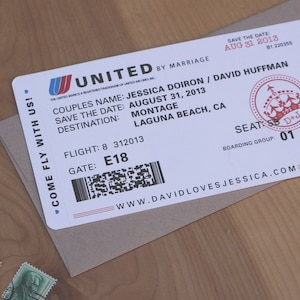 SAVE THE DATE:
AUG 31 2013
B1 220355
UNITED BY MARRIAGE
COUPLES NAME: JESSICA DOIRON / DAVID HUFFMAN
SAVE THE DATE: AUGUST 31, 2013
DESTINATION: MONTAGE
LAGUNA BEACH, CA
FLIGHT: 8 312013
SEAT:
GATE: E18
BOARDING GROUP: 01
WWW.DAVIDLOVESJESSICA.COM
COME FLY WITH US!